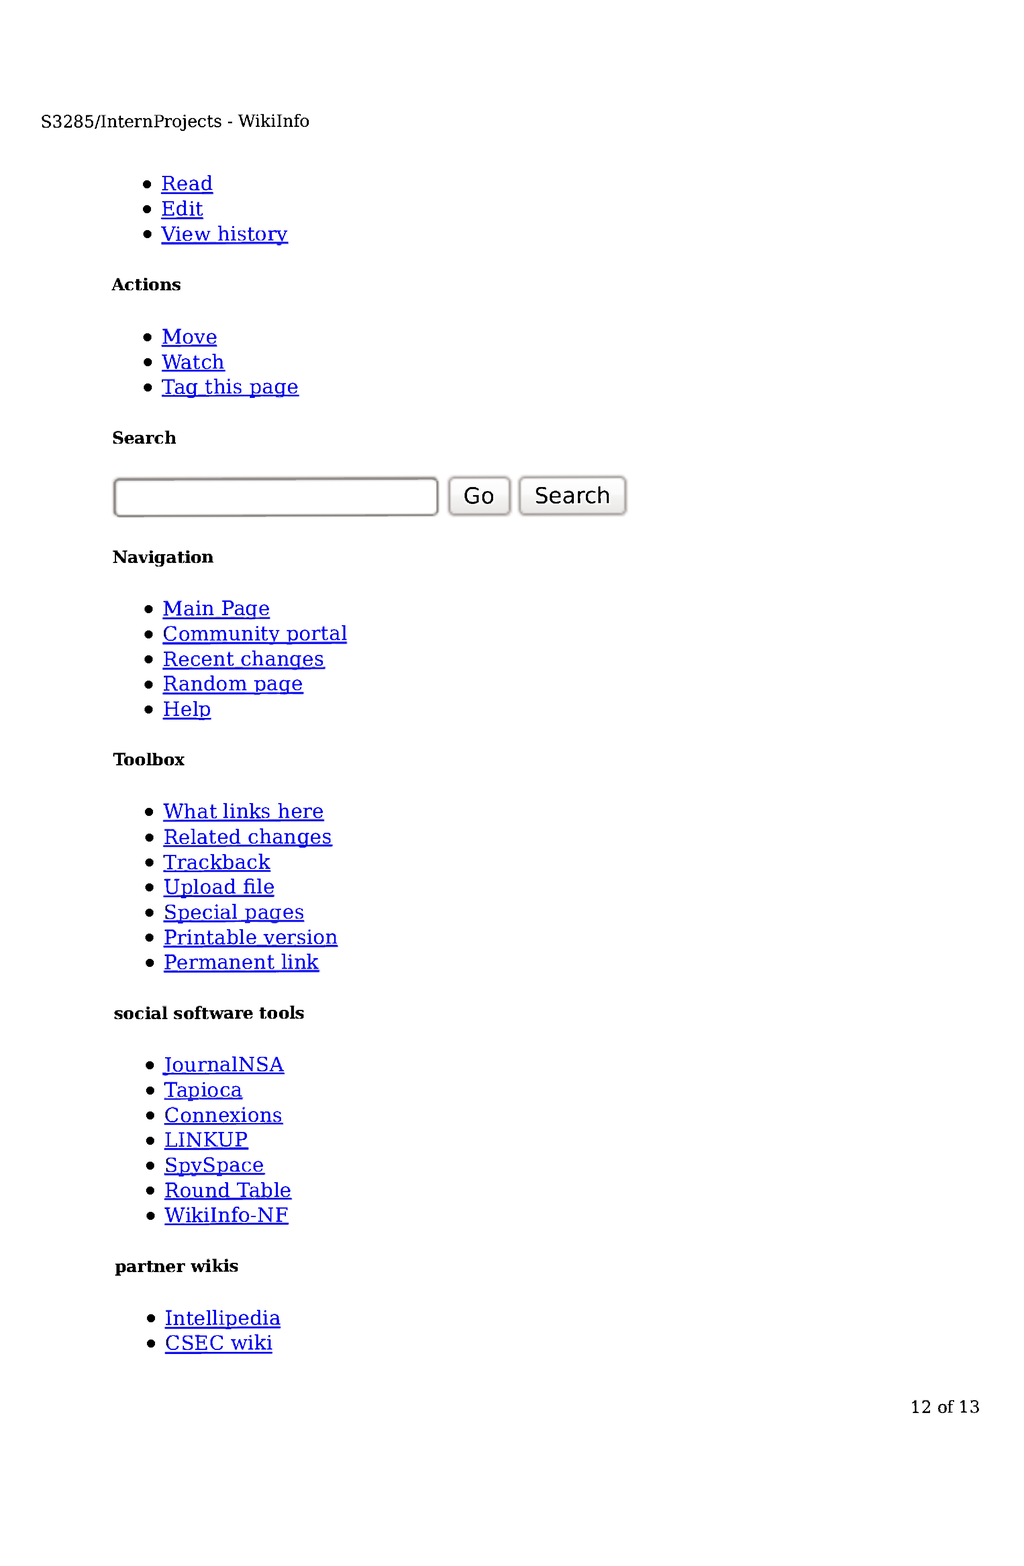 S3285/InternProjects - WikiInfo
Read
Edit
View history
Actions
Move
Watch
Tag this page
Search
Go Search
Navigation
Main Page
Community portal
Recent changes
Random page
Help
Toolbox
What links here
Related changes
Trackback
Upload file
Special pages
Printable version
Permanent link
social software tools
JournalNSA
Tapioca
Connexions
LINKUP
SpySpace
Round Table
WikiInfo-NF
partner wikis
Intellipedia
CSEC wiki
12 of 13